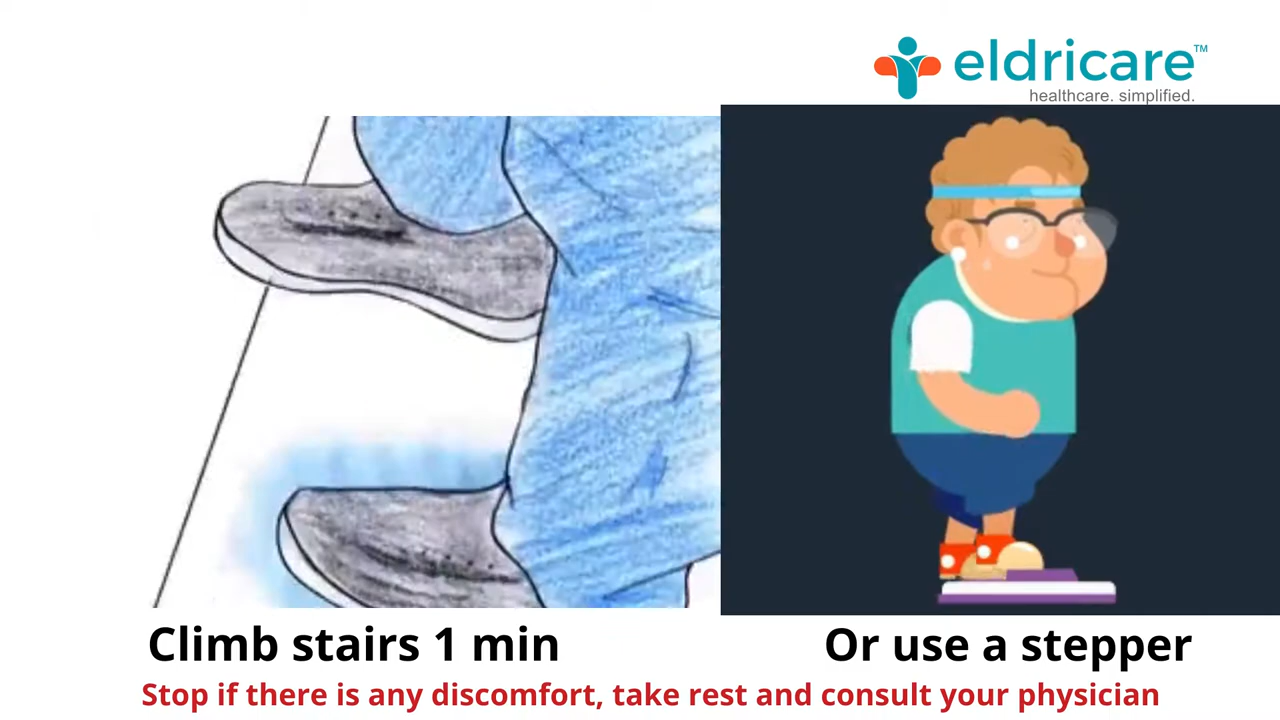 eldricare™
healthcare. simplified.
Climb stairs 1 min
Or use a stepper
Stop if there is any discomfort, take rest and consult your physician